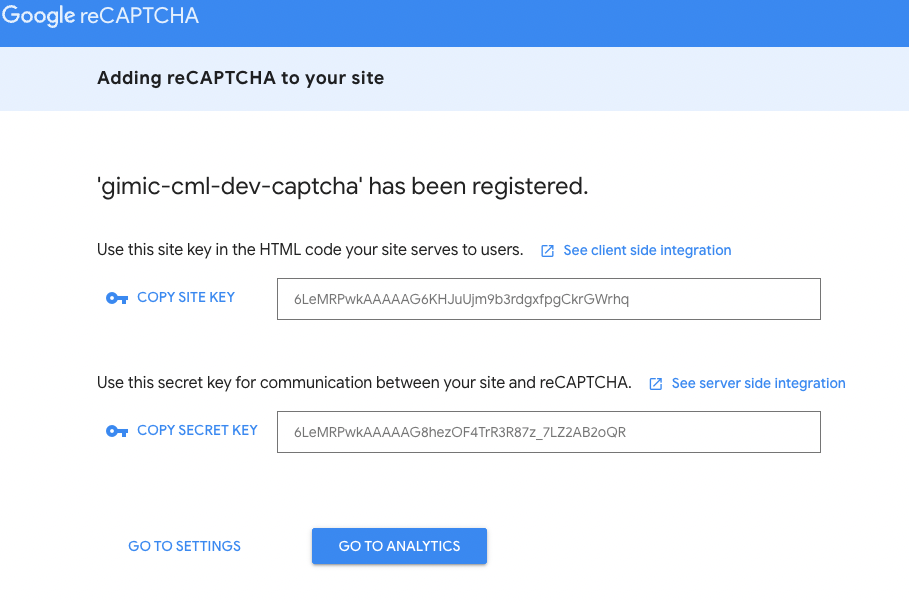 Google reCAPTCHA
Adding reCAPTCHA to your site
'gimic-cml-dev-captcha' has been registered.
Use this site key in the HTML code your site serves to users. See client side integration
COPY SITE KEY 6LeMRPwkAAAAAG6KHJuUjm9b3rdgxfpgCkrGWrhq
Use this secret key for communication between your site and reCAPTCHA. See server side integration
COPY SECRET KEY 6LeMRPwkAAAAAG8hezOF4TrR3R87z_7LZ2AB2oQR
GO TO SETTINGS GO TO ANALYTICS